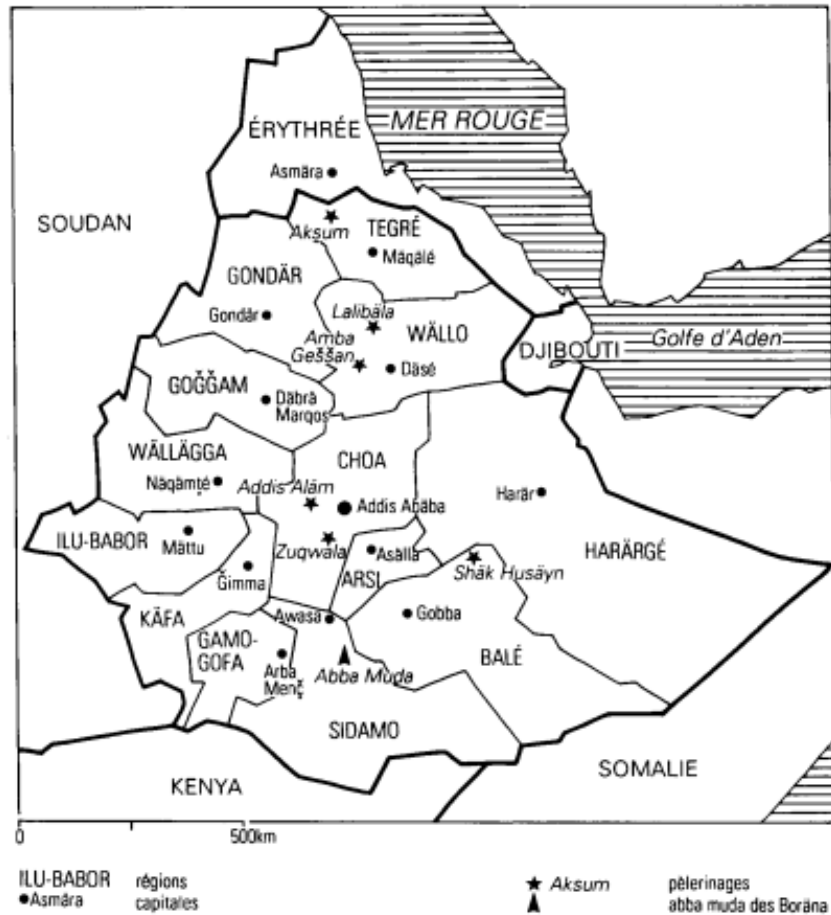 MER ROUGE
ÉRYTHRÉE
Asmära
SOUDAN
Aksum
TEGRÉ
Mäqälé
GONDÄR
Gondär
Lalibäla
WÄLLO
Amba
Geššan
Däsé
DJIBOUTI
Golfe d'Aden
GOǦǦAM
Däbrä
Marqos
WÄLLÄGGA
CHOA
Näqämṭé
Addis Aläm
Addis Abäba
Harär
ILU-BABOR
Mättu
Zuqwala
Asälla
Shäk Husäyn
HARÄRGÉ
Ǧimma
ARSI
KÄFA
Awasa
Gobba
GAMO-
GOFA
Arba
Menč̣
Abba Muda
BALÉ
SIDAMO
SOMALIE
KENYA
0 500km
ILU-BABOR régions
Asmära capitales
Aksum pèlerinages
abba muda des Boräna